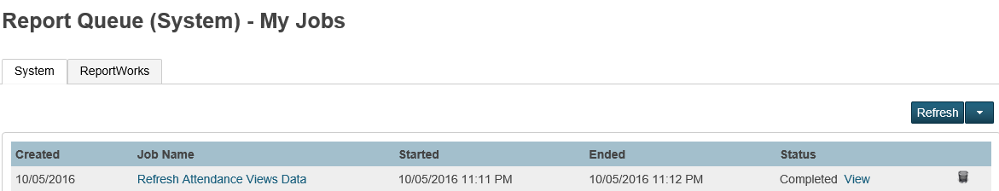 Report Queue (System) - My Jobs
System ReportWorks
Refresh
Created Job Name Started Ended Status
10/05/2016 Refresh Attendance Views Data 10/05/2016 11:11 PM 10/05/2016 11:12 PM Completed View